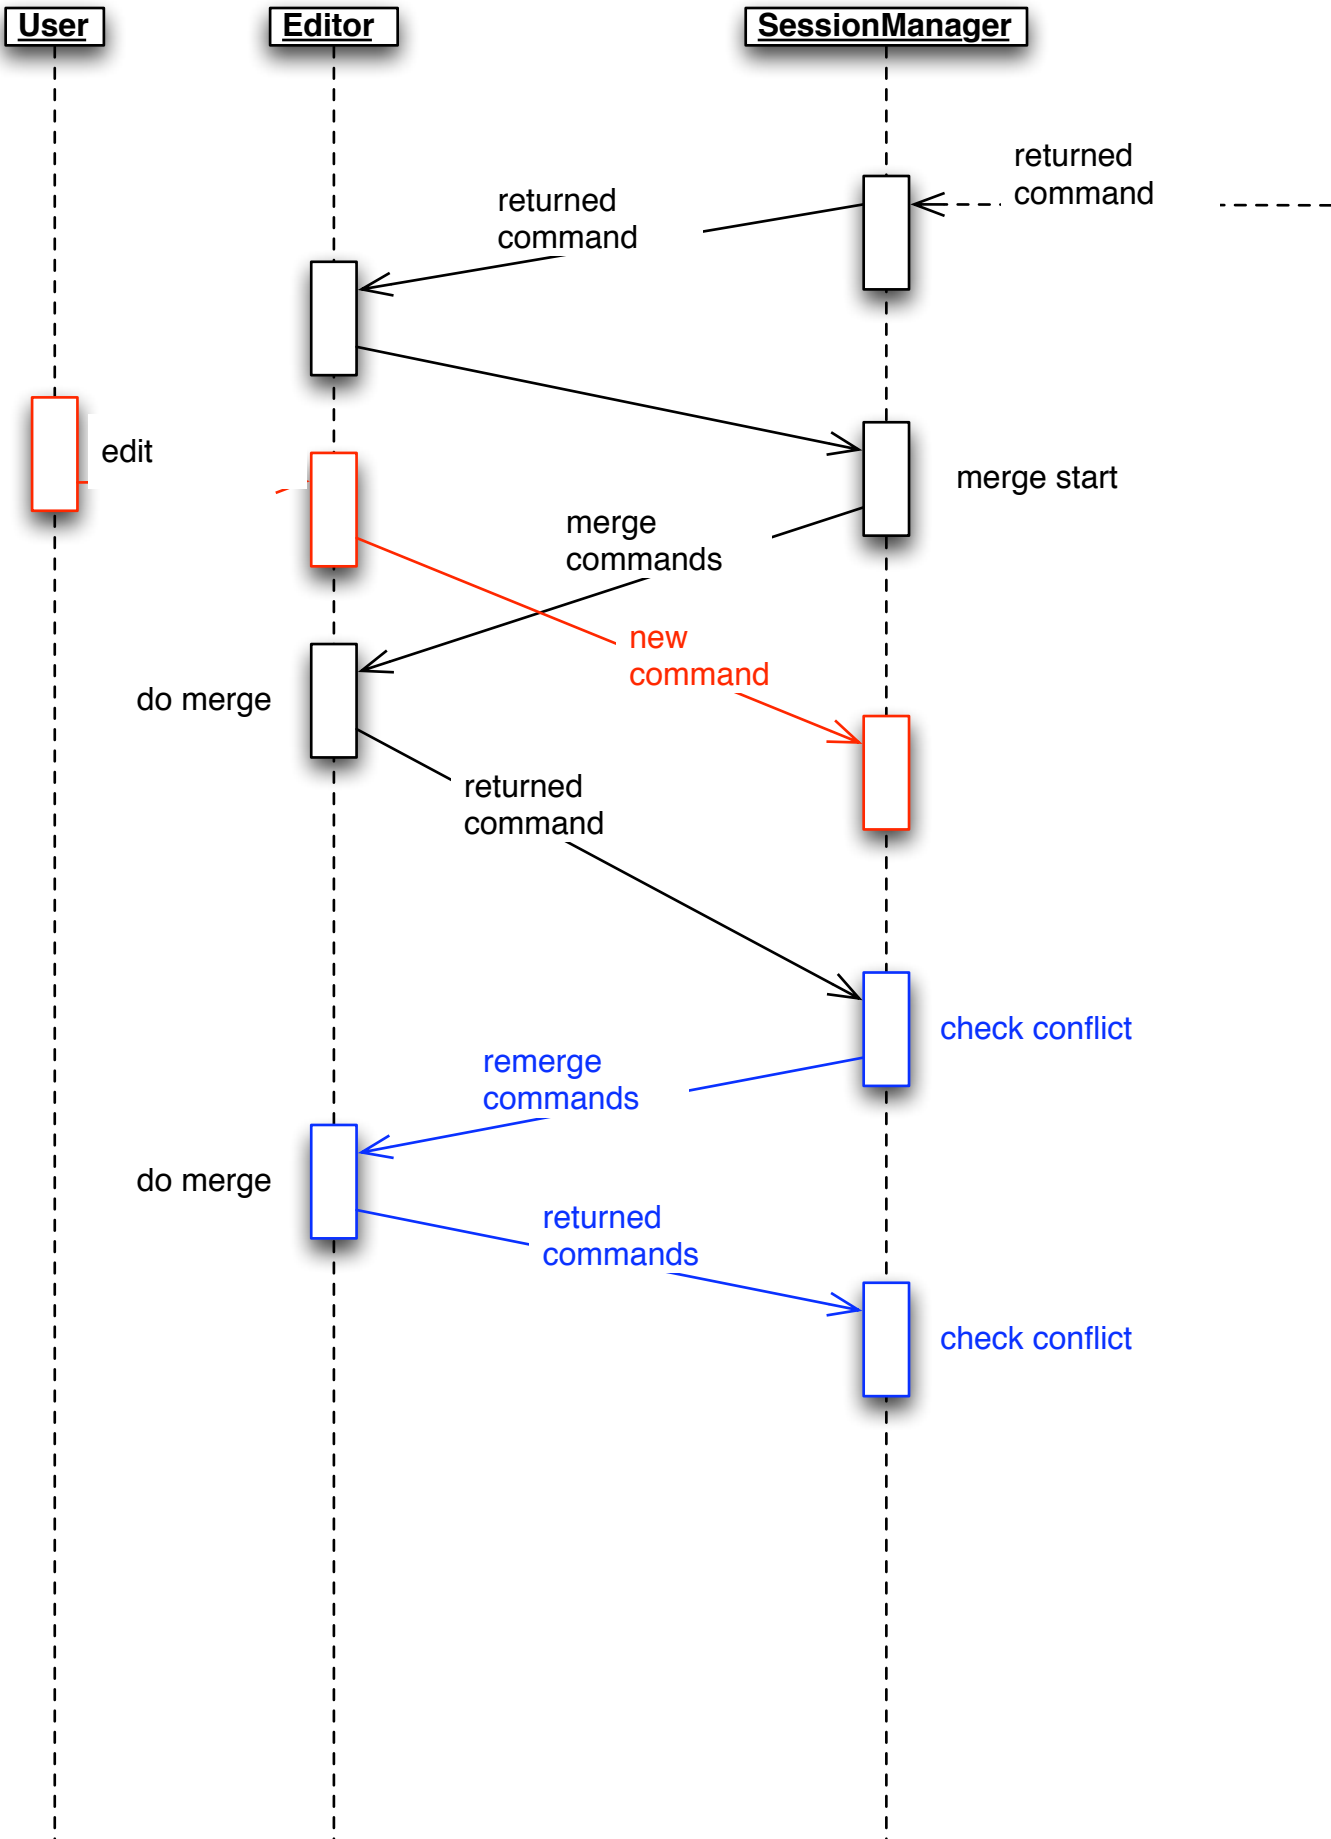 User
Editor
SessionManager
returned
command
returned
command
edit
merge start
merge
commands
new
command
do merge
returned
command
check conflict
remerge
commands
do merge
returned
commands
check conflict